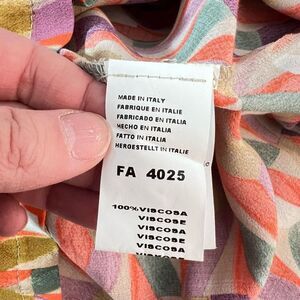 MADE IN ITALY
FABRIQUE EN ITALIE
FABRICADO EN ITALIA
HECHO EN ITALIA
FATTO IN ITALIA
HERGESTELLT IN ITALIE
FA 4025
100%VISCOSA
VISCOSE
VISCOSE
VISCOSA
VISCOSE